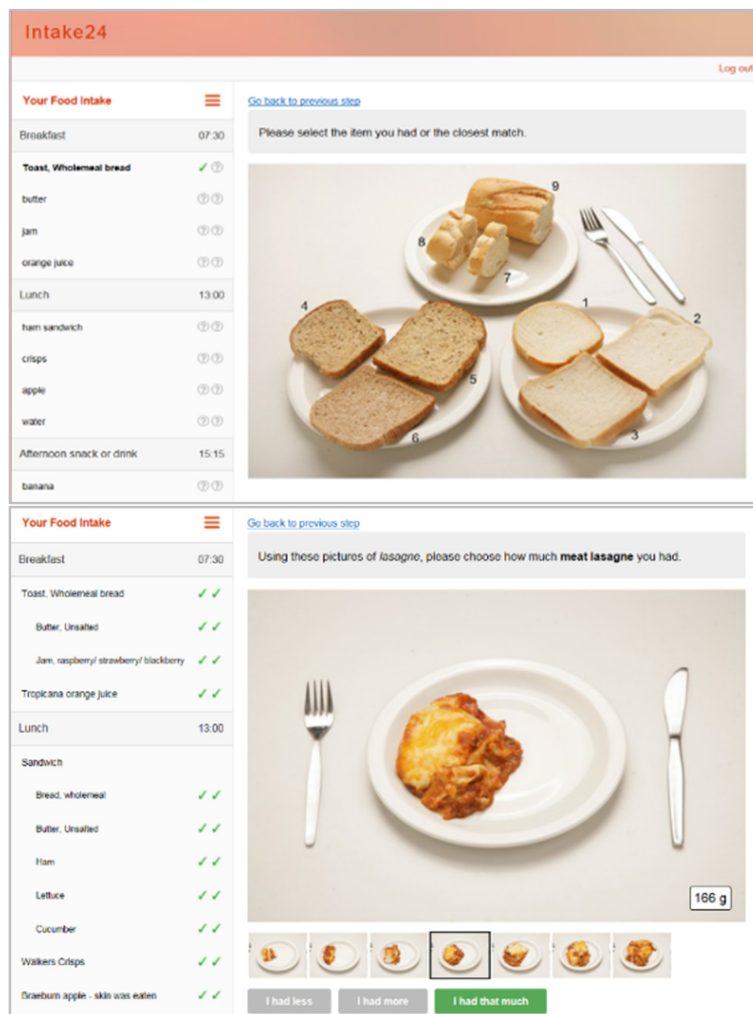 Intake24
Log out
Your Food Intake
Go back to previous step
Breakfast 07:30
Please select the item you had or the closest match.
Toast, Wholemeal bread
butter
jam
orange juice
Lunch 13:00
ham sandwich
crisps
apple
water
Afternoon snack or drink 15:15
banana
9
8
7
4
1
2
5
6
3
Your Food Intake
Go back to previous step
Breakfast 07:30
Using these pictures of lasagne, please choose how much meat lasagne you had.
Toast, Wholemeal bread
Butter, Unsalted
Jam, raspberry/ strawberry/ blackberry
Tropicana orange juice
Lunch 13:00
Sandwich
Bread, wholemeal
Butter, Unsalted
Ham
Lettuce
Cucumber
Walkers Crisps
Braeburn apple - skin was eaten
166 g
I had less
I had more
I had that much